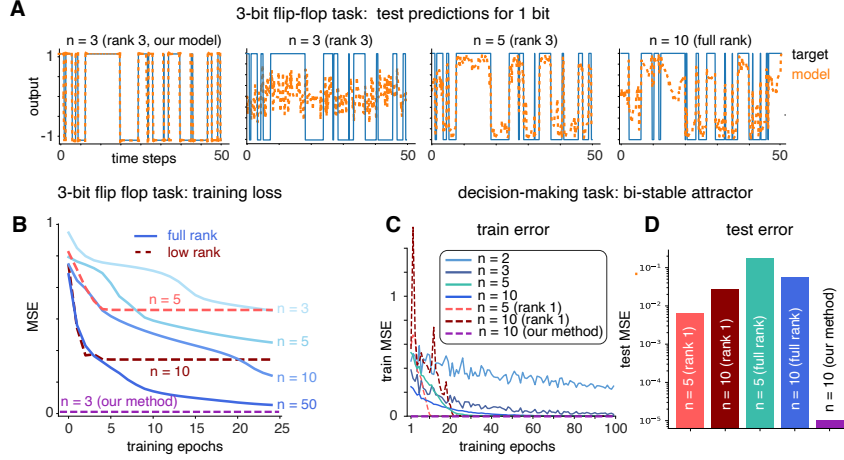 A
3-bit flip-flop task: test predictions for 1 bit
n = 3 (rank 3, our model)
n = 3 (rank 3)
n = 5 (rank 3)
n = 10 (full rank)
output
1
-1
target
model
0
time steps
50
0
50
0
50
0
50
3-bit flip flop task: training loss
decision-making task: bi-stable attractor
B
full rank
low rank
MSE
1
0
n = 5
n = 10
n = 3 (our method)
n = 3
n = 5
n = 10
n = 50
0
5
10
15
20
25
training epochs
C
train error
n = 2
n = 3
n = 5
n = 10
n = 5 (rank 1)
n = 10 (rank 1)
n = 10 (our method)
train MSE
1
0
1
20
40
60
80
100
training epochs
D
test error
test MSE
10⁻¹
10⁻²
10⁻³
10⁻⁴
10⁻⁵
n = 5 (rank 1)
n = 10 (rank 1)
n = 5 (full rank)
n = 10 (full rank)
n = 10 (our method)